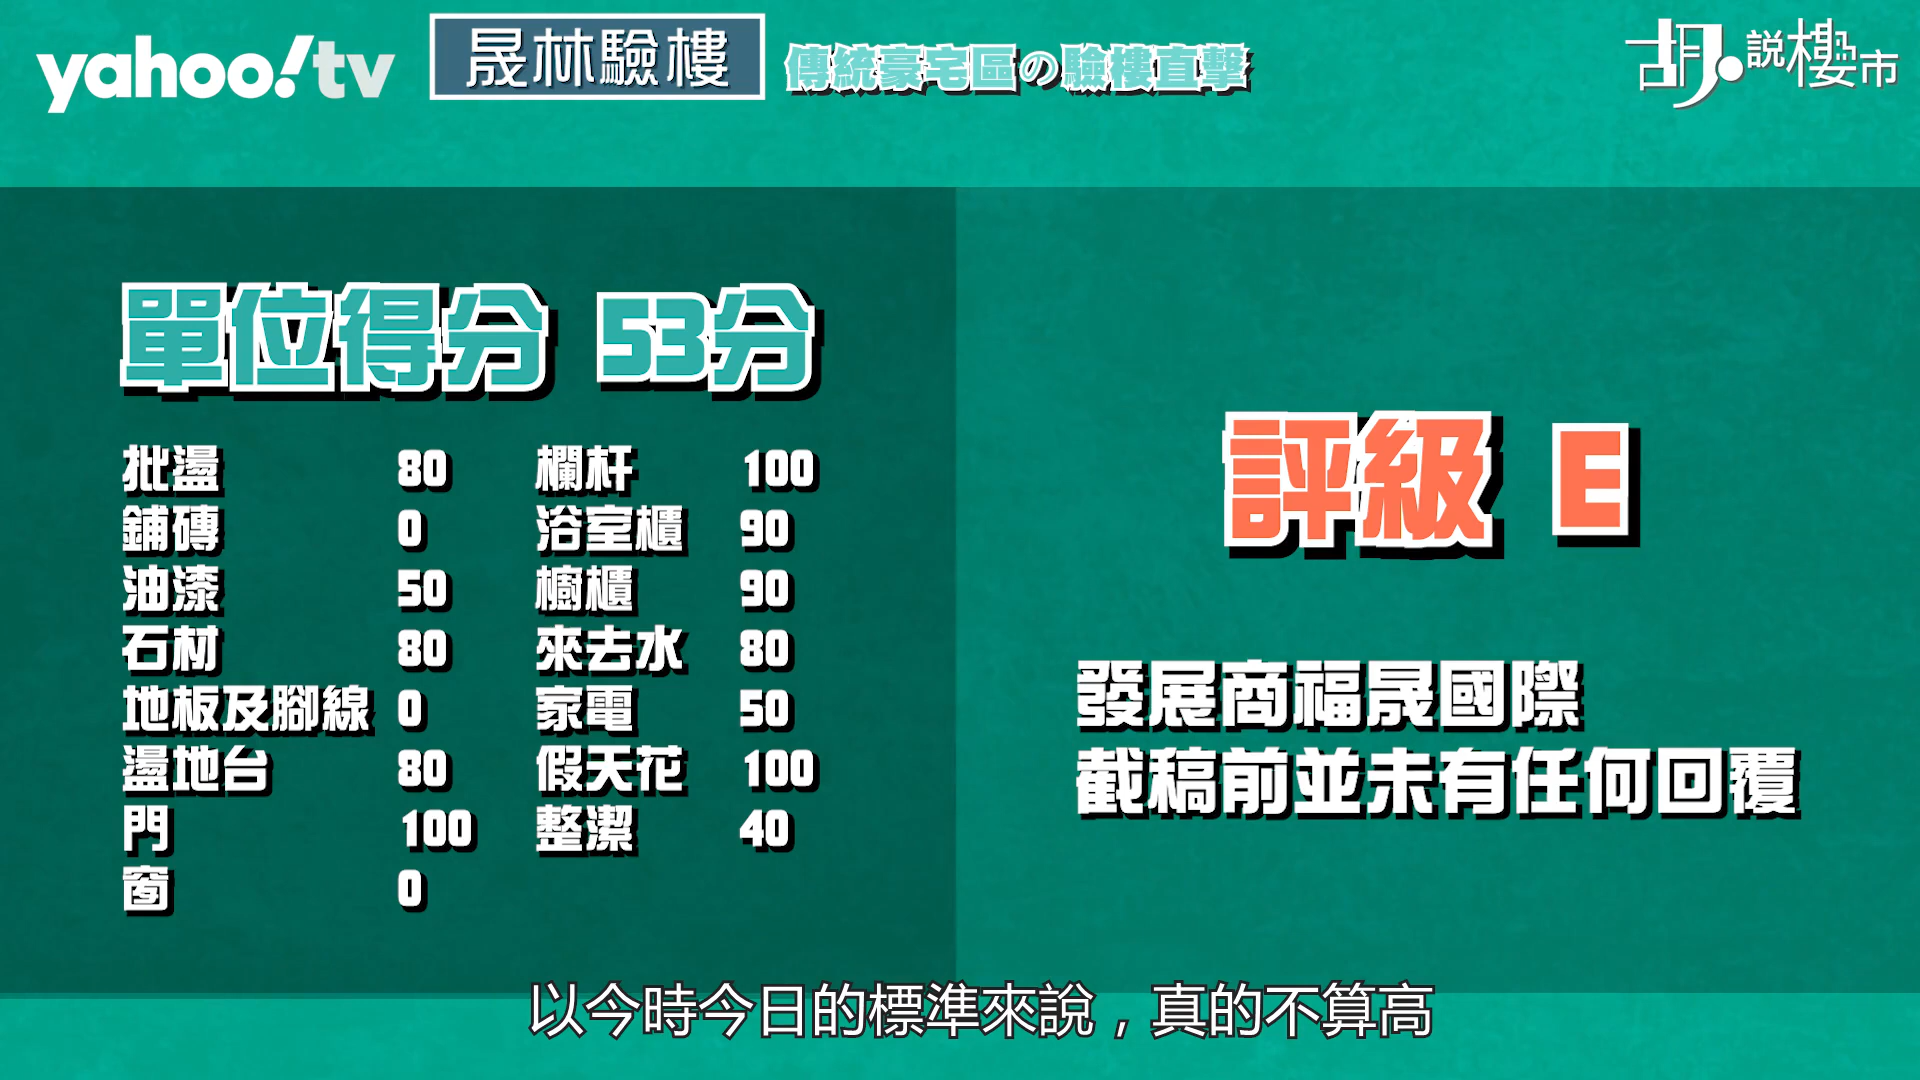 yahoo!tv
晟林驗樓
傳統豪宅區の驗樓直擊
胡說樓市
單位得分 53分
批盪 80
鋪磚 0
油漆 50
石材 80
地板及腳線 0
盪地台 80
門 100
窗 0
欄杆 100
浴室櫃 90
櫥櫃 90
來去水 80
家電 50
假天花 100
整潔 40
評級 E
發展商福晟國際
截稿前並未有任何回覆
以今時今日的標準來說，真的不算高